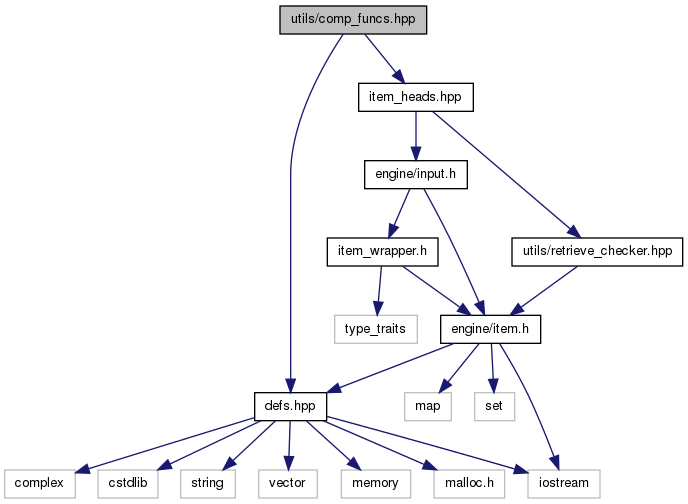 utils/comp_funcs.hpp
item_heads.hpp
engine/input.h
item_wrapper.h
utils/retrieve_checker.hpp
type_traits
engine/item.h
defs.hpp
map
set
complex
cstdlib
string
vector
memory
malloc.h
iostream